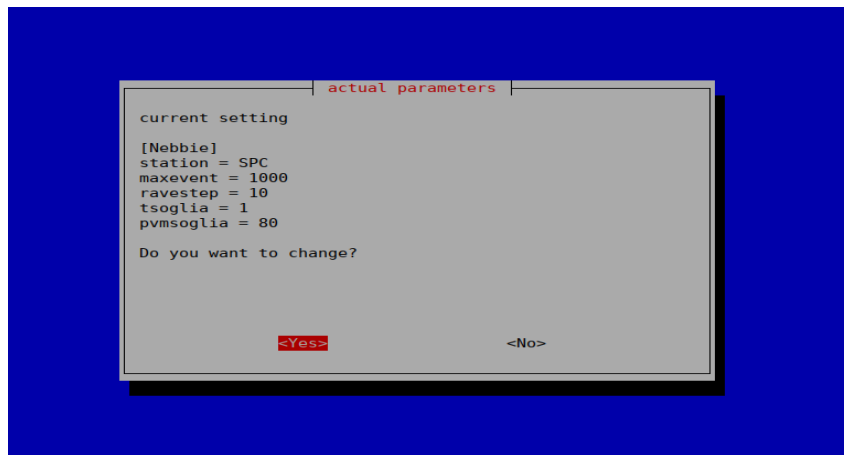 actual parameters
current setting
[Nebbie]
station = SPC
maxevent = 1000
ravestep = 10
tsoglia = 1
pvmsoglia = 80
Do you want to change?
<Yes> <No>